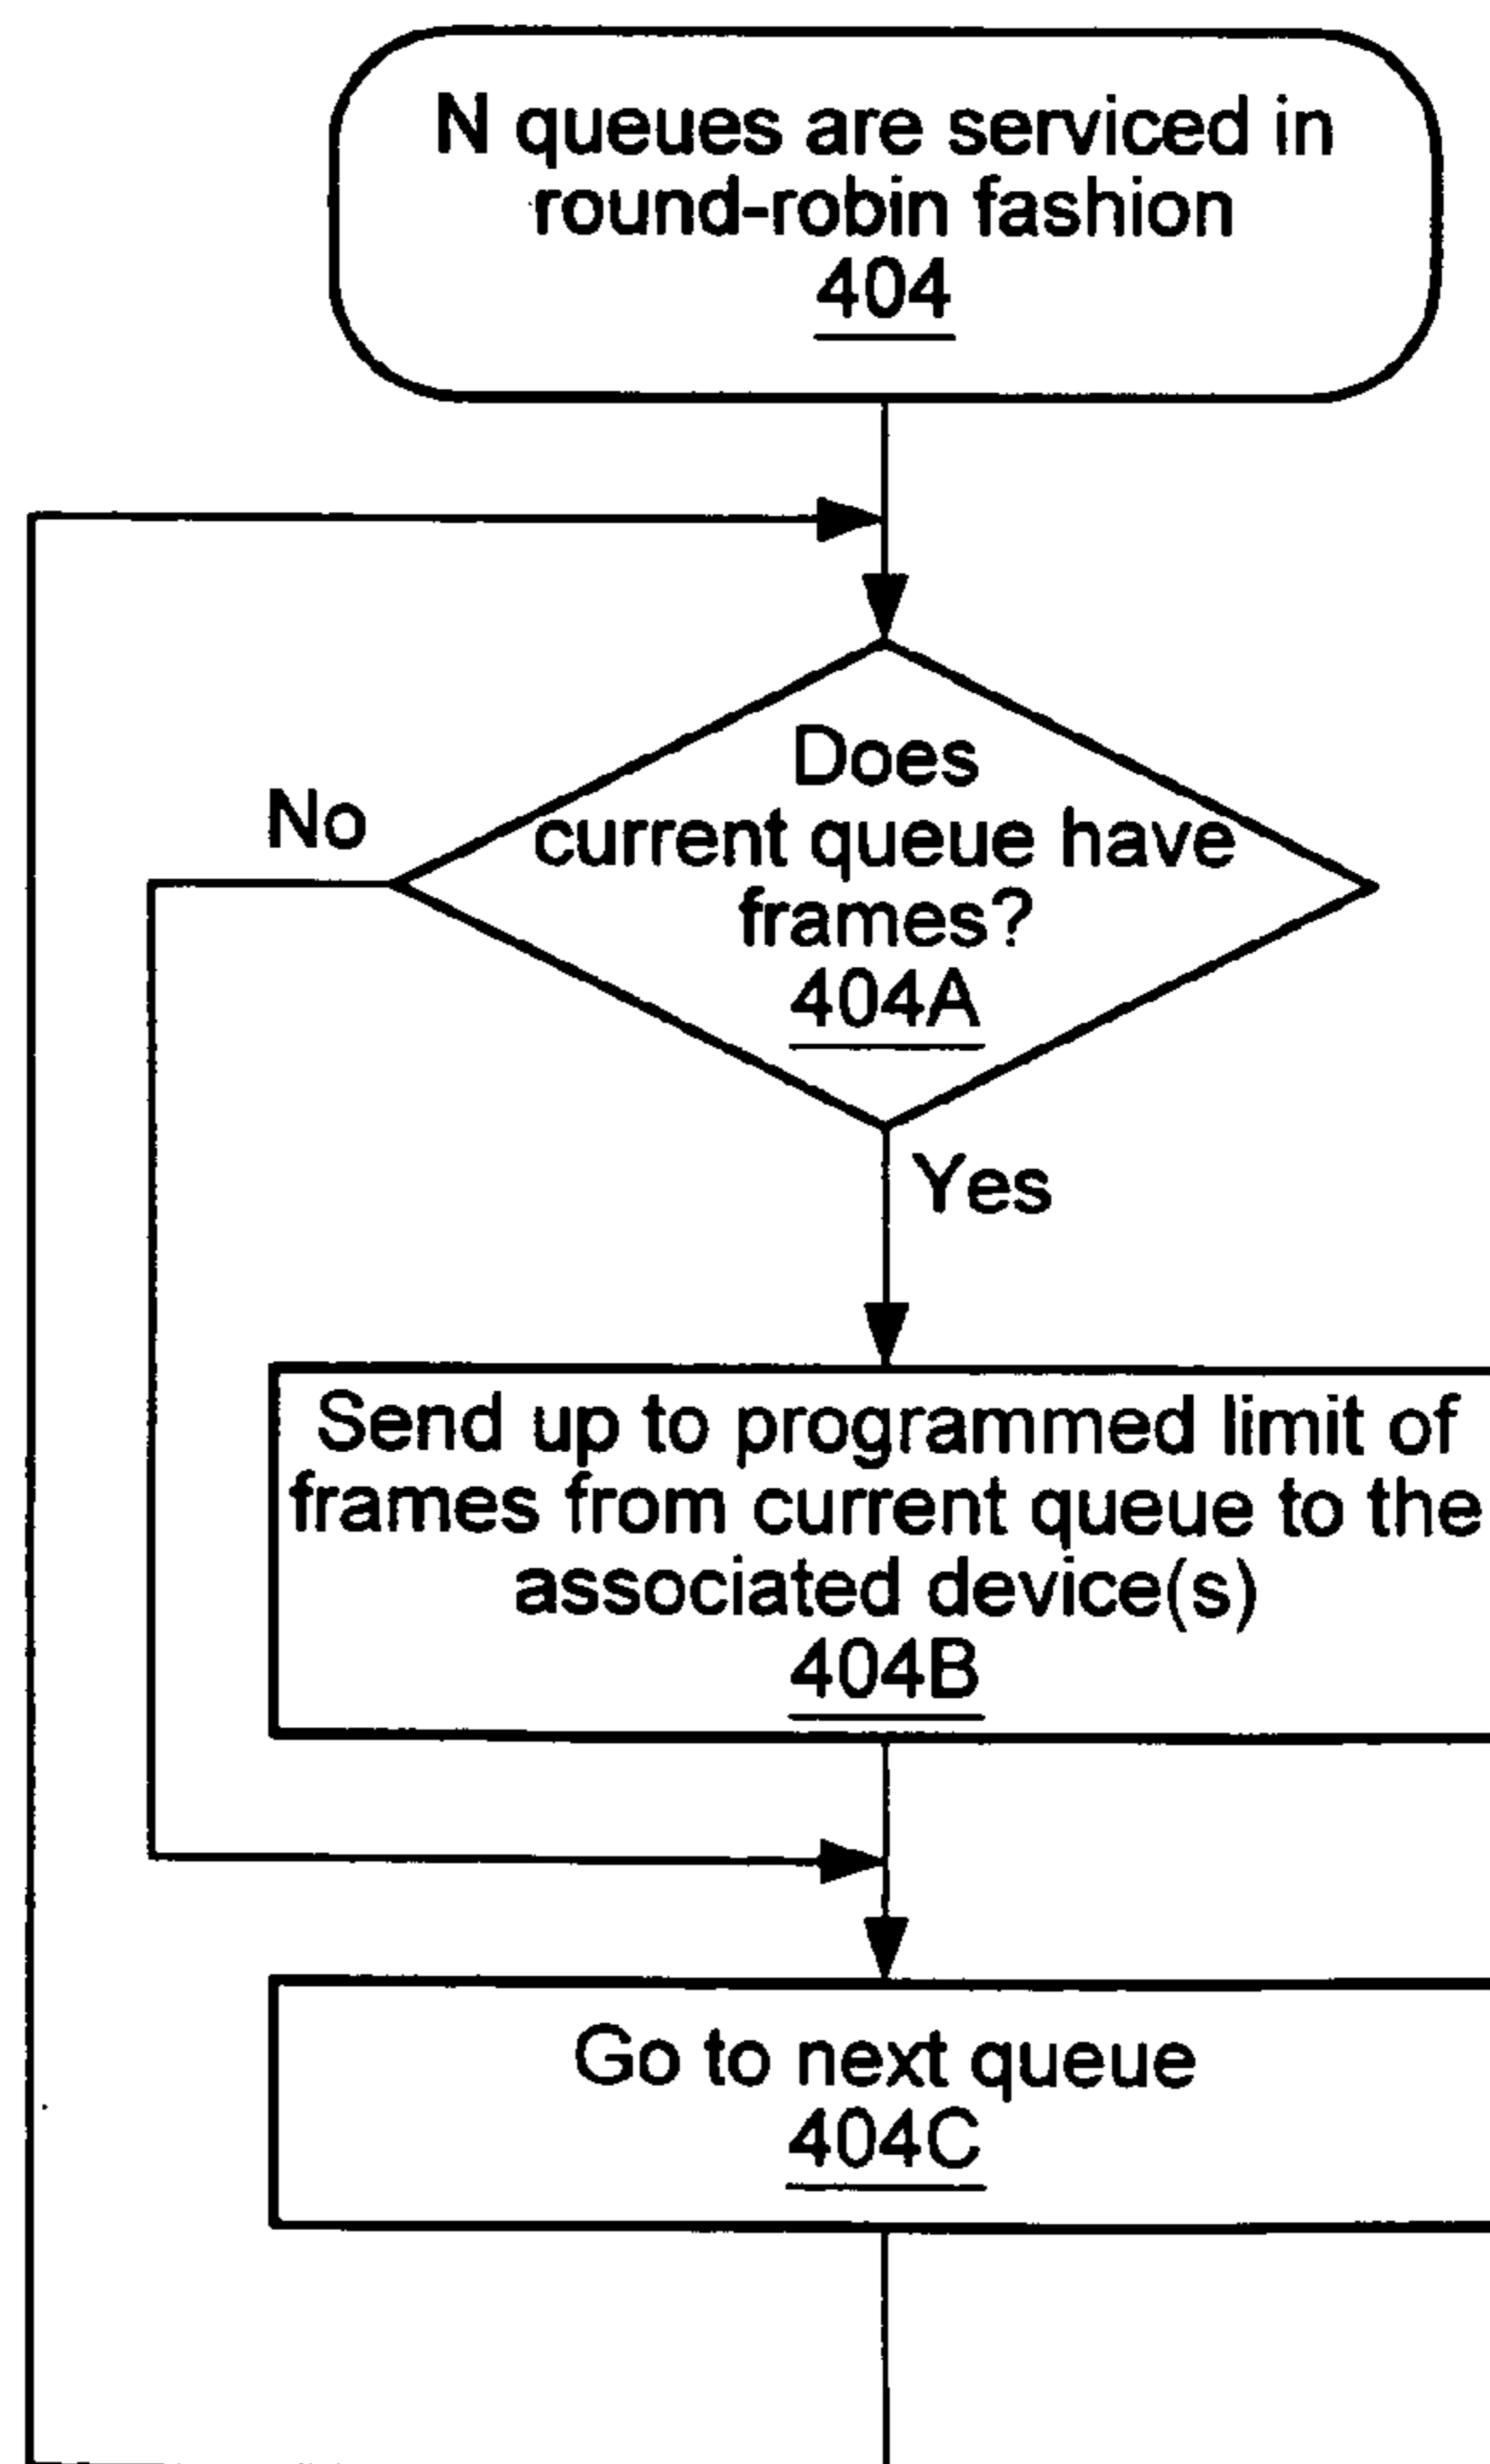 N queues are serviced in
round-robin fashion
404
Does
current queue have
frames?
404A
No
Yes
Send up to programmed limit of
frames from current queue to the
associated device(s)
404B
Go to next queue
404C